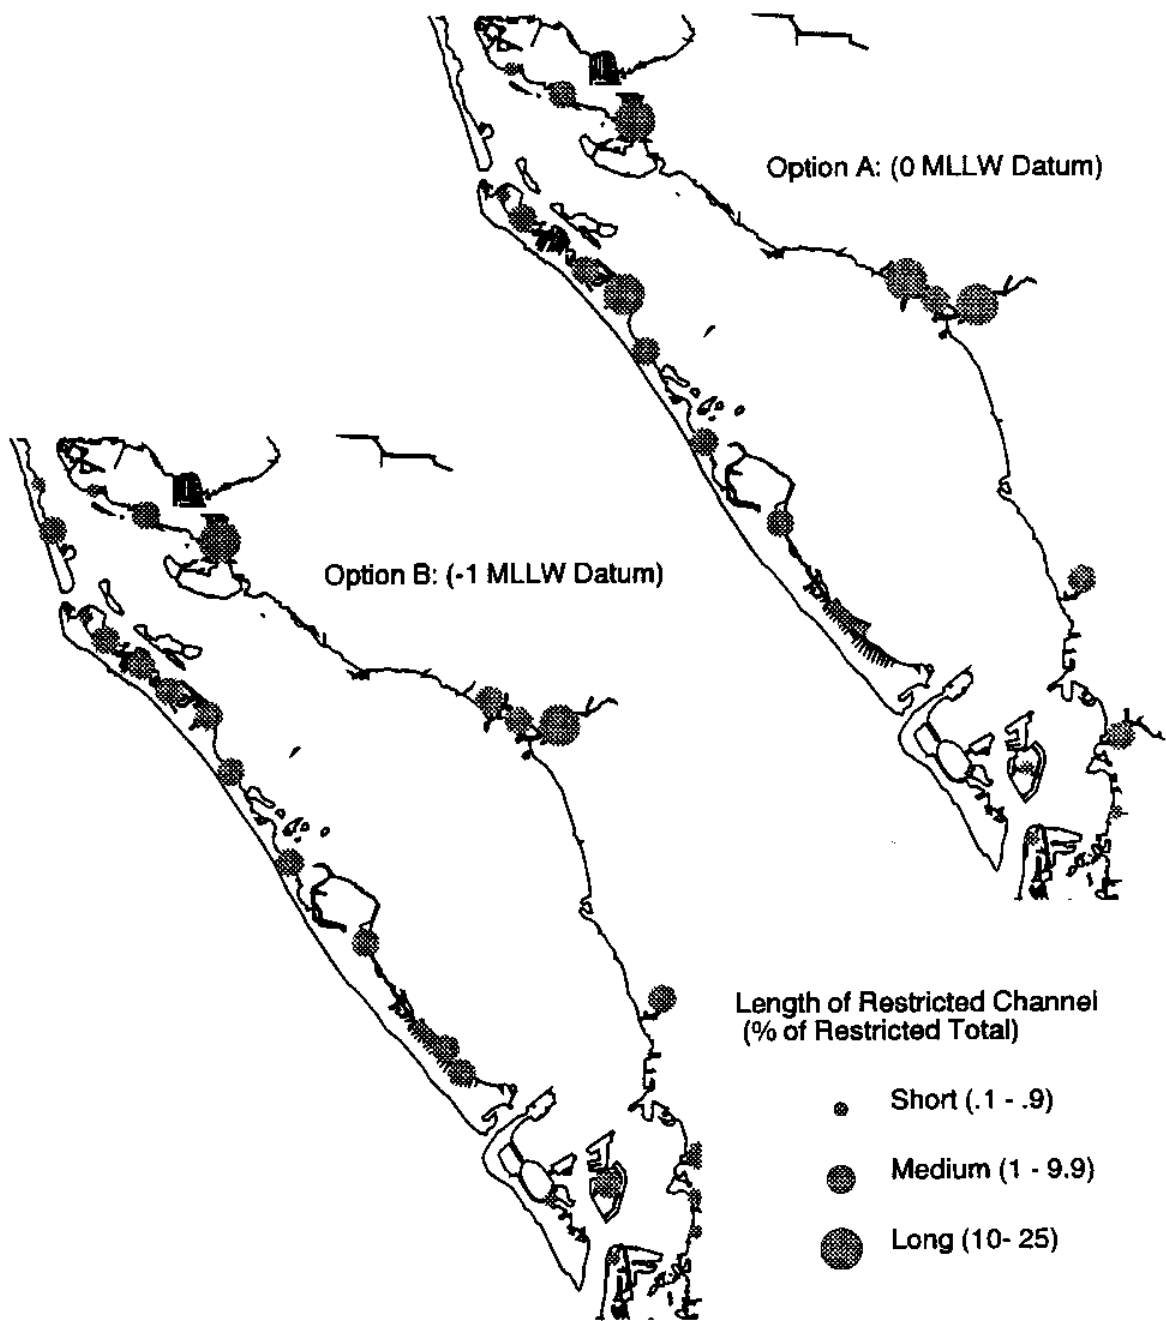 Option A: (0 MLLW Datum)
Option B: (-1 MLLW Datum)
Length of Restricted Channel
(% of Restricted Total)
Short (.1 - .9)
Medium (1 - 9.9)
Long (10- 25)